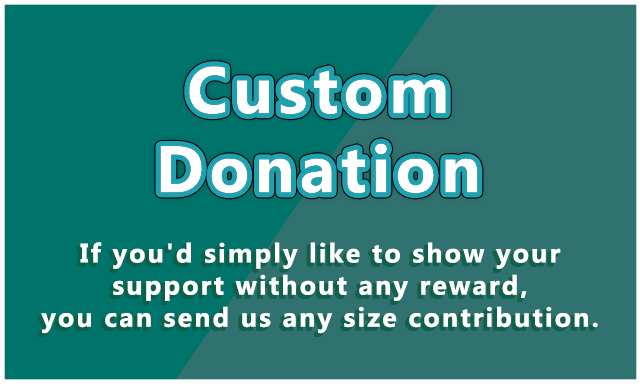 Custom
Donation
If you'd simply like to show your
support without any reward,
you can send us any size contribution.